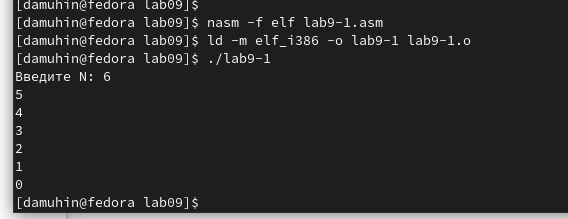 [damuhin@fedora lab09]$
[damuhin@fedora lab09]$ nasm -f elf lab9-1.asm
[damuhin@fedora lab09]$ ld -m elf_i386 -o lab9-1 lab9-1.o
[damuhin@fedora lab09]$ ./lab9-1
Введите N: 6
5
4
3
2
1
0
[damuhin@fedora lab09]$